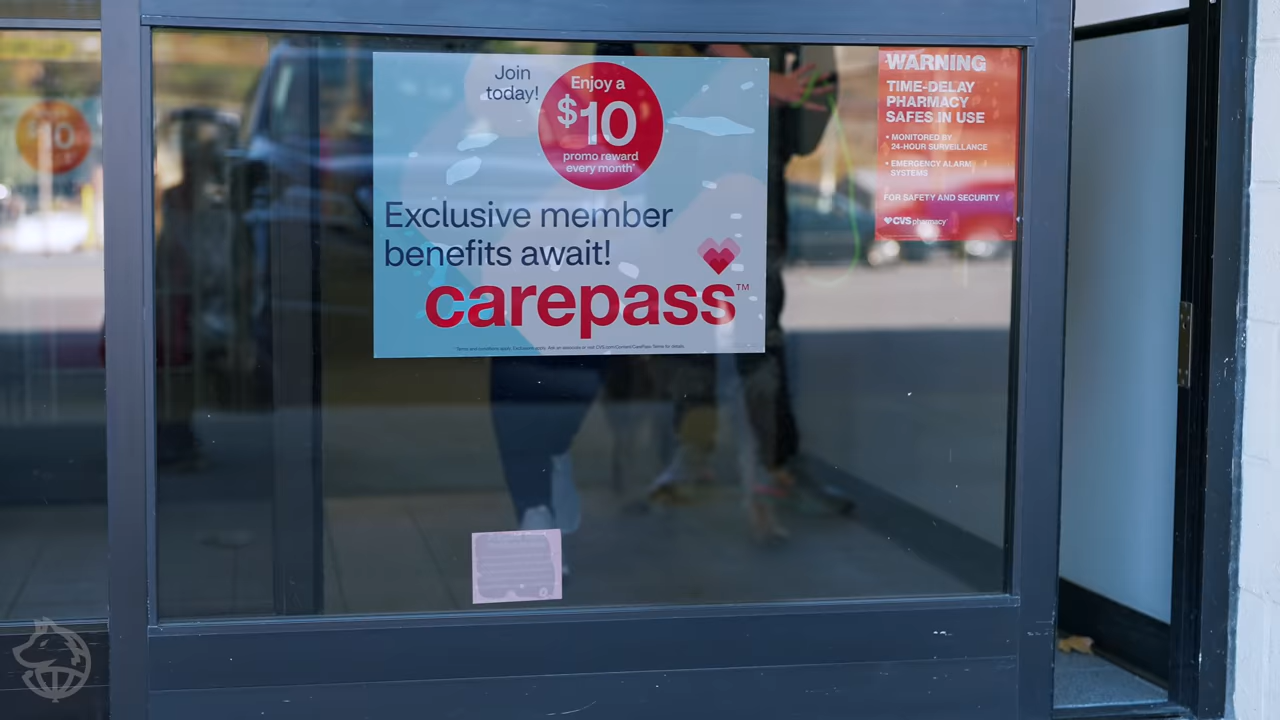 Join
today!
Enjoy a
$10
promo reward
every month*
Exclusive member
benefits await!
carepass™
WARNING
TIME-DELAY
PHARMACY
SAFES IN USE
• MONITORED BY
24-HOUR SURVEILLANCE
• EMERGENCY ALARM
SYSTEMS
FOR SAFETY AND SECURITY
CVS pharmacy